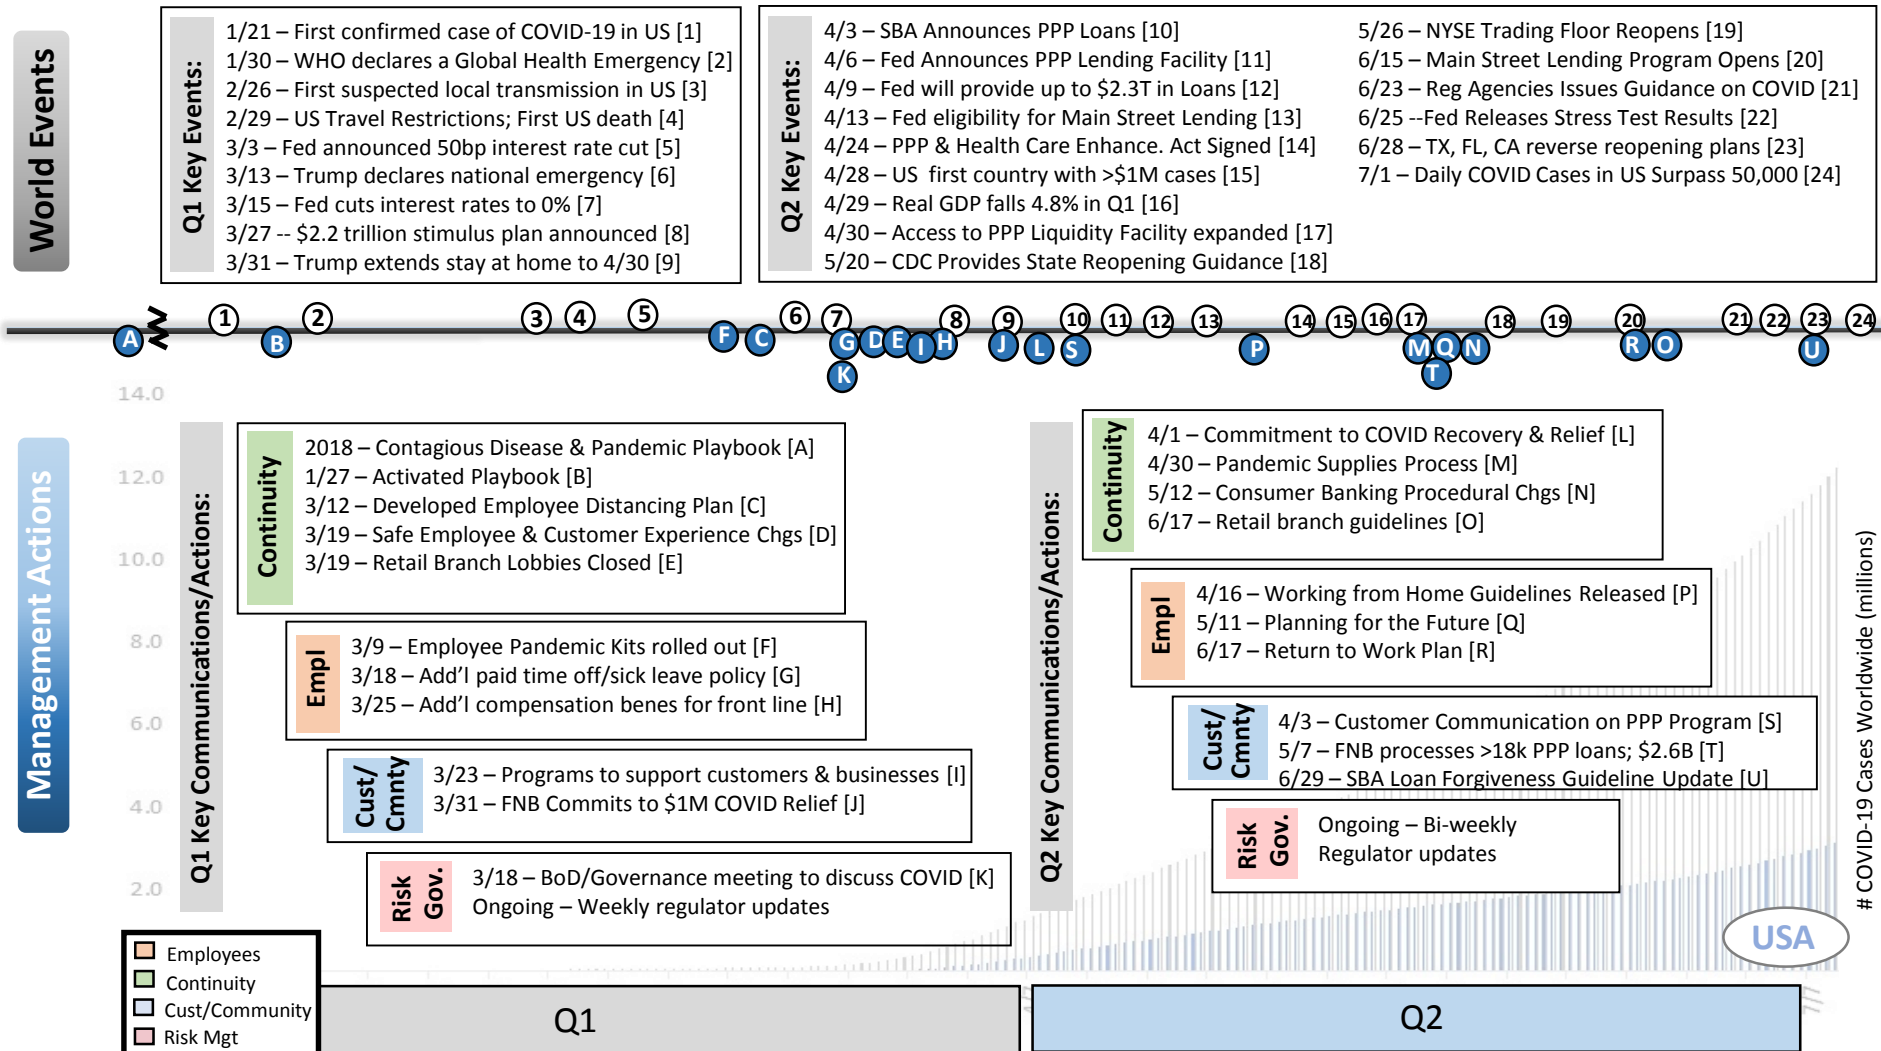 World Events
Q1 Key Events:
1/21 – First confirmed case of COVID-19 in US [1]
1/30 – WHO declares a Global Health Emergency [2]
2/26 – First suspected local transmission in US [3]
2/29 – US Travel Restrictions; First US death [4]
3/3 – Fed announced 50bp interest rate cut [5]
3/13 – Trump declares national emergency [6]
3/15 – Fed cuts interest rates to 0% [7]
3/27 -- $2.2 trillion stimulus plan announced [8]
3/31 – Trump extends stay at home to 4/30 [9]
Q2 Key Events:
4/3 – SBA Announces PPP Loans [10]
4/6 – Fed Announces PPP Lending Facility [11]
4/9 – Fed will provide up to $2.3T in Loans [12]
4/13 – Fed eligibility for Main Street Lending [13]
4/24 – PPP & Health Care Enhance. Act Signed [14]
4/28 – US  first country with >$1M cases [15]
4/29 – Real GDP falls 4.8% in Q1 [16]
4/30 – Access to PPP Liquidity Facility expanded [17]
5/20 – CDC Provides State Reopening Guidance [18]
5/26 – NYSE Trading Floor Reopens [19]
6/15 – Main Street Lending Program Opens [20]
6/23 – Reg Agencies Issues Guidance on COVID [21]
6/25 --Fed Releases Stress Test Results [22]
6/28 – TX, FL, CA reverse reopening plans [23]
7/1 – Daily COVID Cases in US Surpass 50,000 [24]
1 2 3 4 5 6 7 8 9 10 11 12 13 14 15 16 17 18 19 20 21 22 23 24
A B F C G D E I H J L S P M Q N R O U
K T
Management Actions
14.0
12.0
10.0
8.0
6.0
4.0
2.0
Q1 Key Communications/Actions:
Continuity
2018 – Contagious Disease & Pandemic Playbook [A]
1/27 – Activated Playbook [B]
3/12 – Developed Employee Distancing Plan [C]
3/19 – Safe Employee & Customer Experience Chgs [D]
3/19 – Retail Branch Lobbies Closed [E]
Empl
3/9 – Employee Pandemic Kits rolled out [F]
3/18 – Add’l paid time off/sick leave policy [G]
3/25 – Add’l compensation benes for front line [H]
Cust/
Cmnty
3/23 – Programs to support customers & businesses [I]
3/31 – FNB Commits to $1M COVID Relief [J]
Risk
Gov.
3/18 – BoD/Governance meeting to discuss COVID [K]
Ongoing – Weekly regulator updates
Q2 Key Communications/Actions:
Continuity
4/1 – Commitment to COVID Recovery & Relief [L]
4/30 – Pandemic Supplies Process [M]
5/12 – Consumer Banking Procedural Chgs [N]
6/17 – Retail branch guidelines [O]
Empl
4/16 – Working from Home Guidelines Released [P]
5/11 – Planning for the Future [Q]
6/17 – Return to Work Plan [R]
Cust/
Cmnty
4/3 – Customer Communication on PPP Program [S]
5/7 – FNB processes >18k PPP loans; $2.6B [T]
6/29 – SBA Loan Forgiveness Guideline Update [U]
Risk
Gov.
Ongoing – Bi-weekly
Regulator updates
# COVID-19 Cases Worldwide (millions)
USA
Employees
Continuity
Cust/Community
Risk Mgt
Q1
Q2